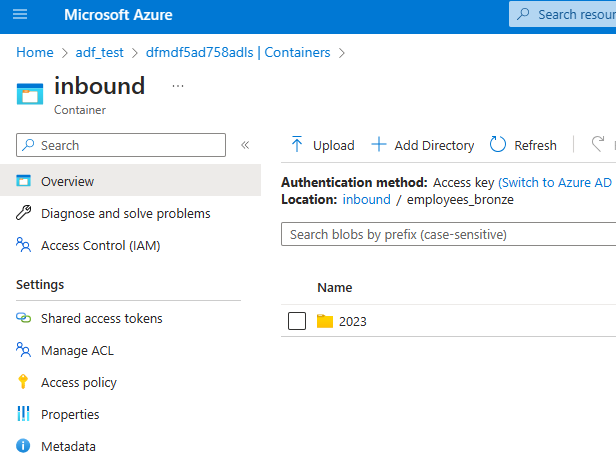 Microsoft Azure
Search resou
Home > adf_test > dfmdf5ad758adls | Containers >
inbound ...
Container
Search
«
Upload
Add Directory
Refresh
Overview
Diagnose and solve problems
Access Control (IAM)
Settings
Shared access tokens
Manage ACL
Access policy
Properties
Metadata
Authentication method: Access key (Switch to Azure AD
Location: inbound / employees_bronze
Search blobs by prefix (case-sensitive)
Name
2023